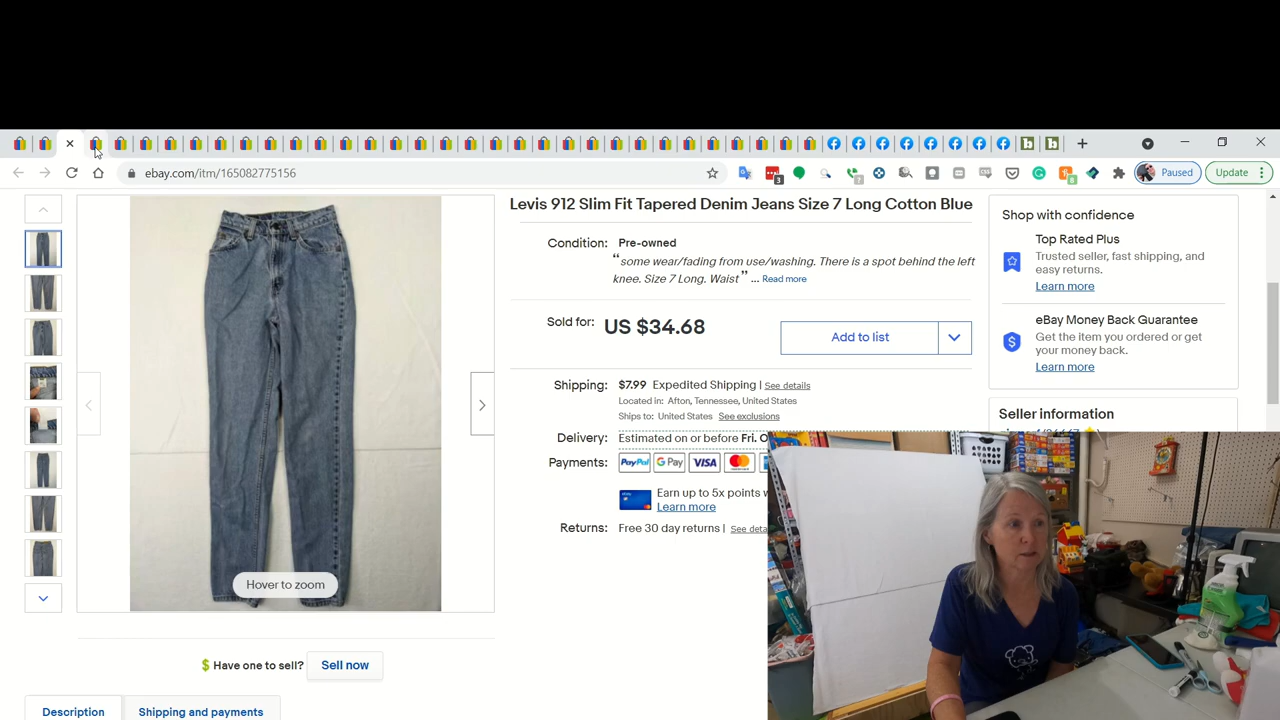 ebay.com/itm/165082775156
3
7
8
Paused
Update
Levis 912 Slim Fit Tapered Denim Jeans Size 7 Long Cotton Blue
Condition: Pre-owned
“some wear/fading from use/washing. There is a spot behind the left
knee. Size 7 Long. Waist” ... Read more
Sold for: US $34.68
Add to list
Shipping: $7.99 Expedited Shipping | See details
Located in: Afton, Tennessee, United States
Ships to: United States See exclusions
Delivery: Estimated on or before Fri. O
Payments: PayPal G Pay VISA
Earn up to 5x points w
Learn more
Returns: Free 30 day returns | See deta
Hover to zoom
$ Have one to sell? Sell now
Description
Shipping and payments
Shop with confidence
Top Rated Plus
Trusted seller, fast shipping, and
easy returns.
Learn more
eBay Money Back Guarantee
Get the item you ordered or get
your money back.
Learn more
Seller information